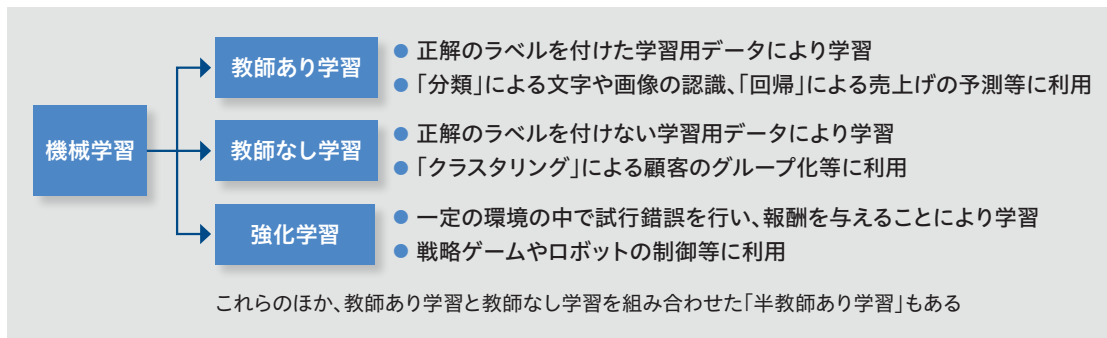 機械学習
教師あり学習
● 正解のラベルを付けた学習用データにより学習
● 「分類」による文字や画像の認識、「回帰」による売上げの予測等に利用
教師なし学習
● 正解のラベルを付けない学習用データにより学習
● 「クラスタリング」による顧客のグループ化等に利用
強化学習
● 一定の環境の中で試行錯誤を行い、報酬を与えることにより学習
● 戦略ゲームやロボットの制御等に利用
これらのほか、教師あり学習と教師なし学習を組み合わせた「半教師あり学習」もある